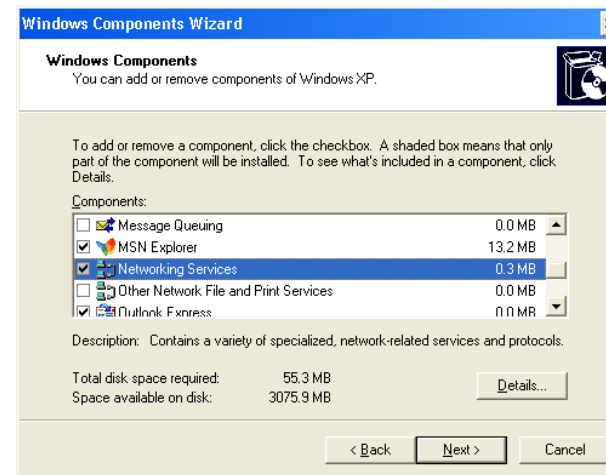 Windows Components Wizard
Windows Components
You can add or remove components of Windows XP.
To add or remove a component, click the checkbox. A shaded box means that only
part of the component will be installed. To see what's included in a component, click
Details.
Components:
Message Queuing 0.0 MB
MSN Explorer 13.2 MB
Networking Services 0.3 MB
Other Network File and Print Services 0.0 MB
Outlook Express 0.0 MB
Description: Contains a variety of specialized, network-related services and protocols.
Total disk space required: 55.3 MB
Space available on disk: 3075.9 MB
Details...
< Back Next > Cancel